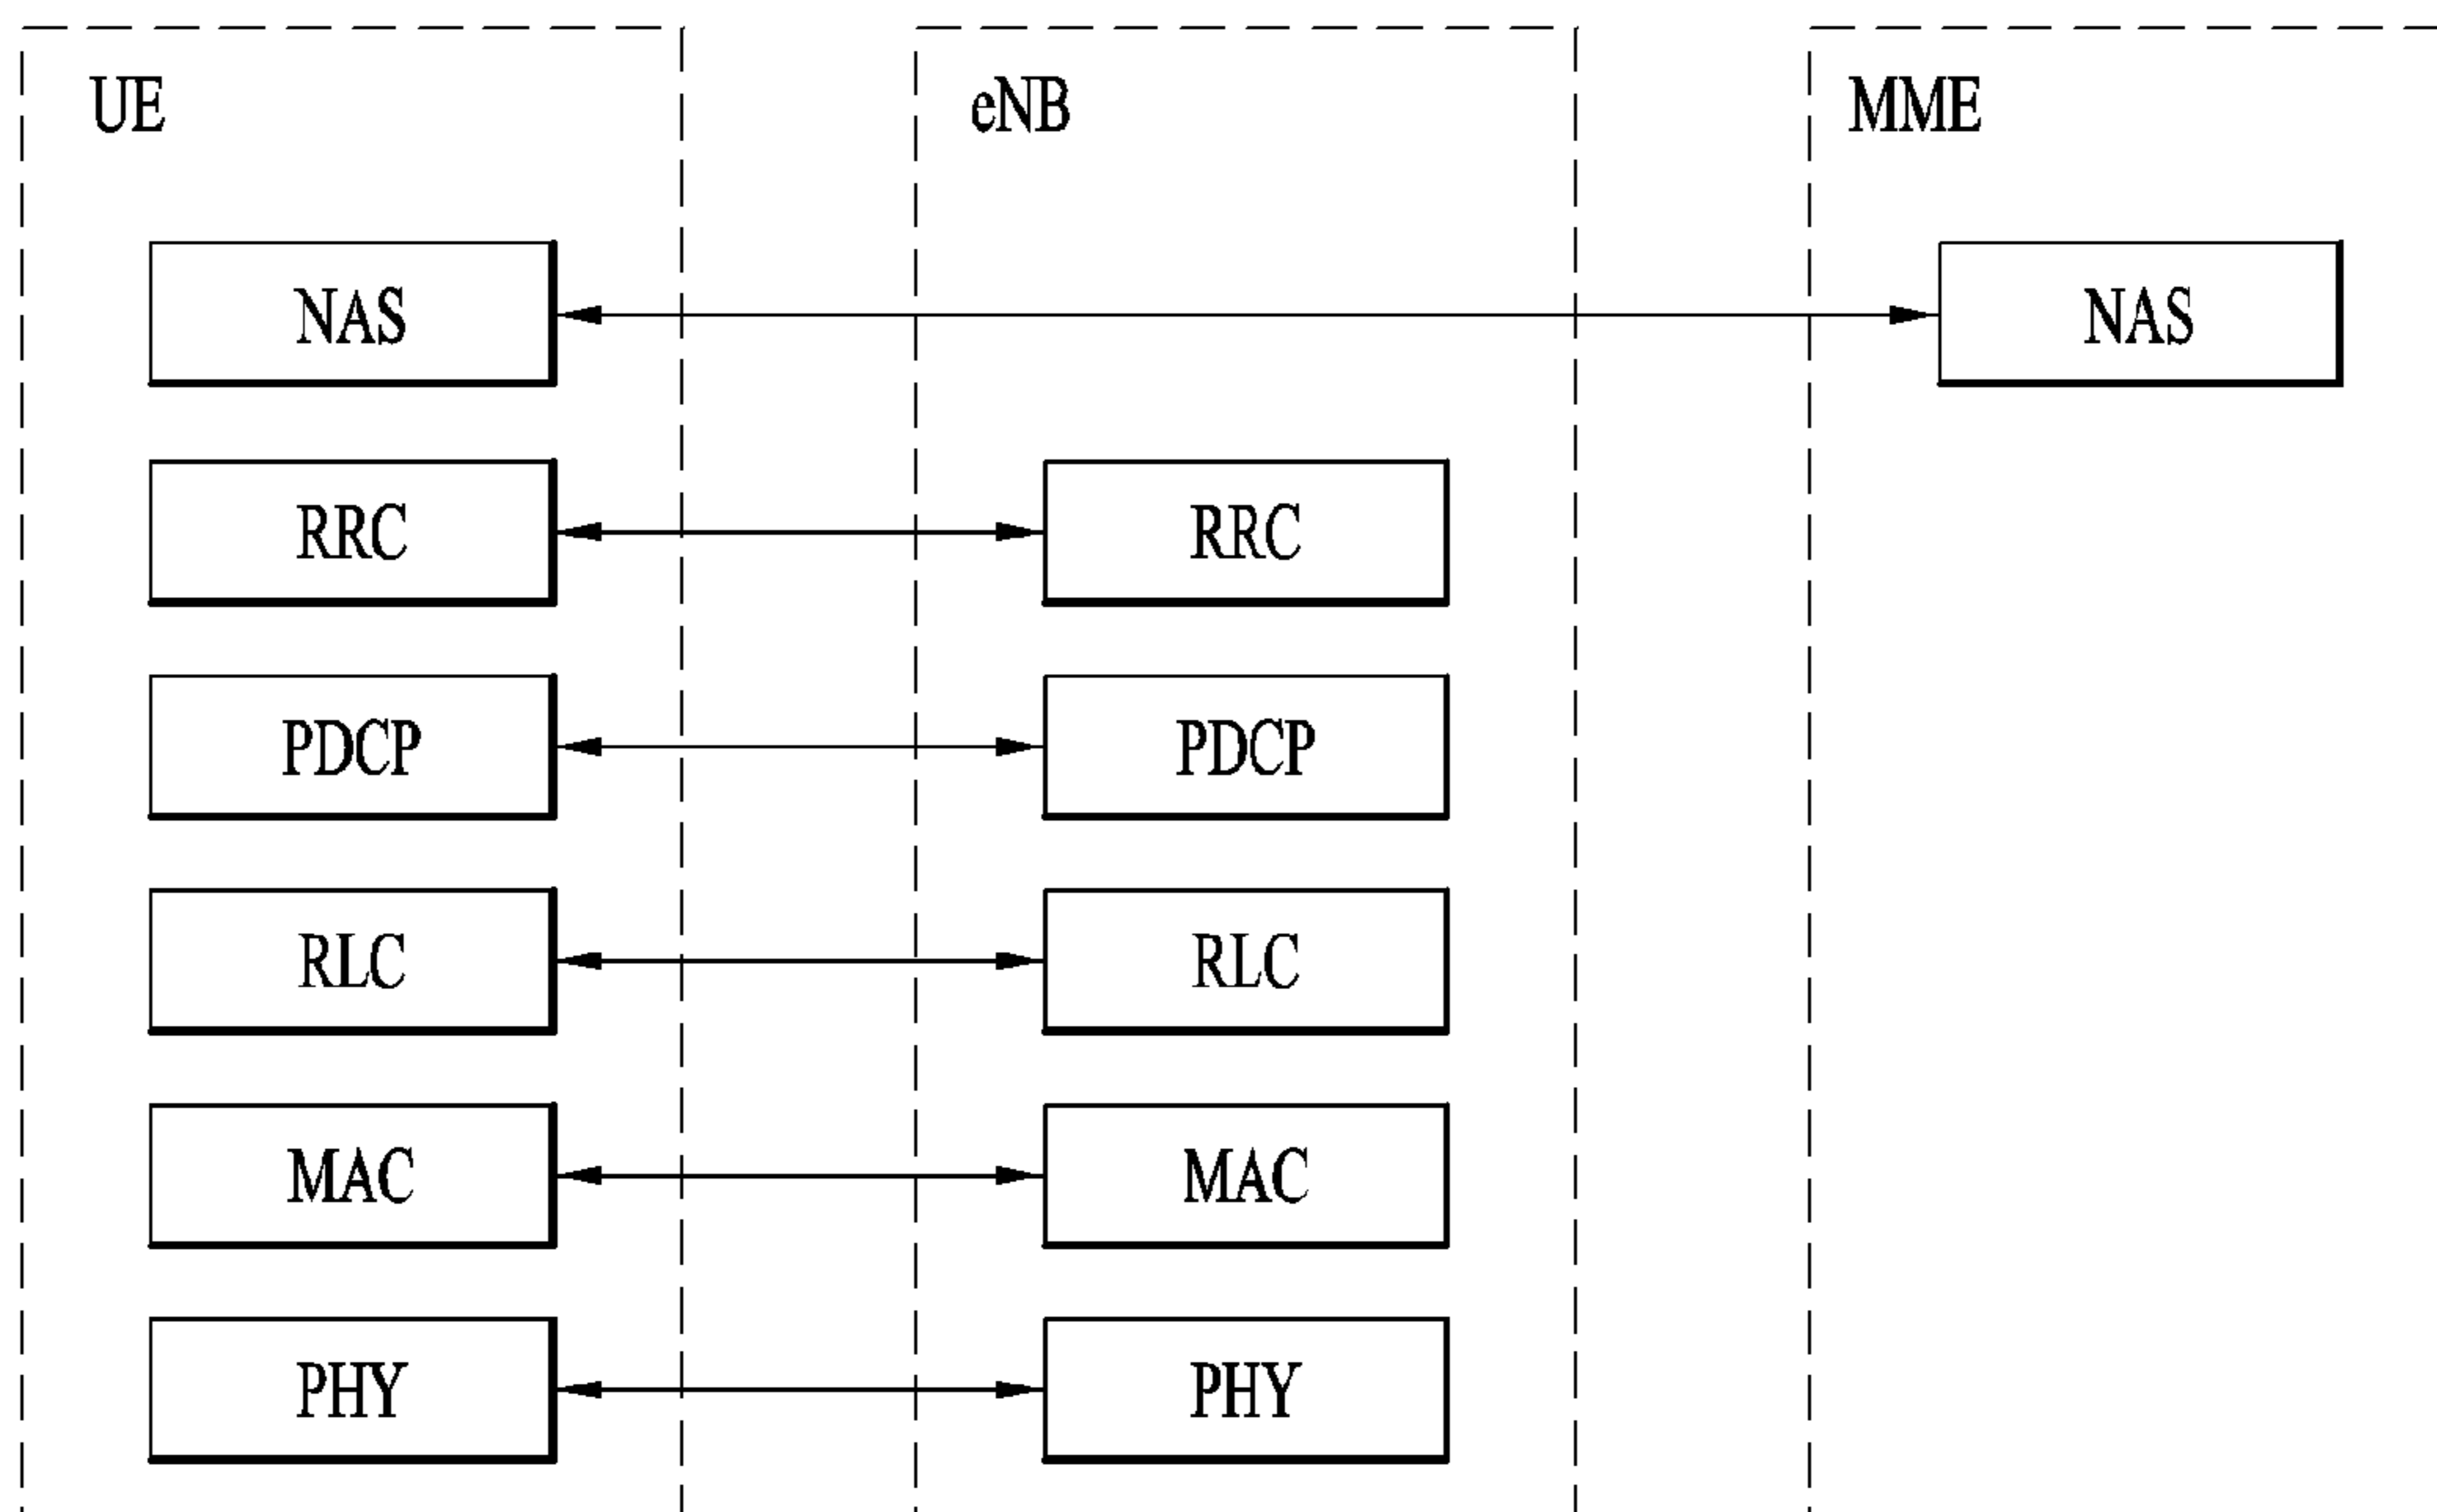 UE eNB MME
NAS NAS
RRC RRC
PDCP PDCP
RLC RLC
MAC MAC
PHY PHY